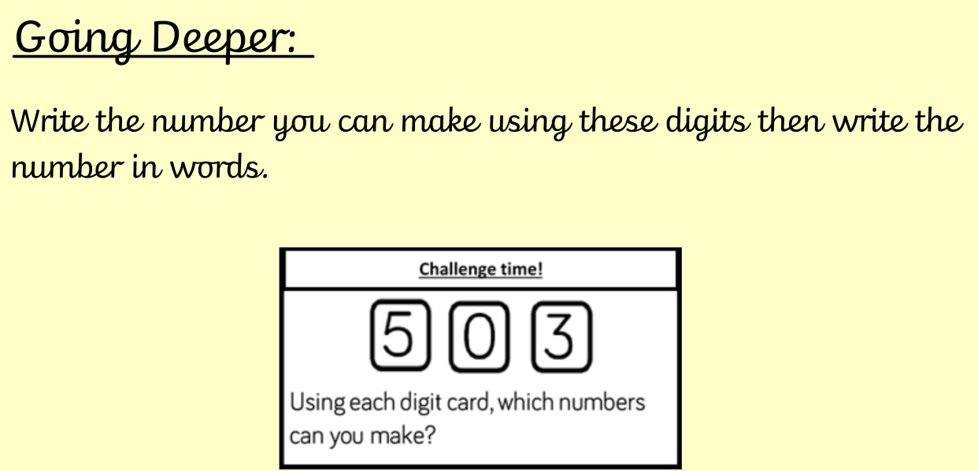 Going Deeper:
Write the number you can make using these digits then write the
number in words.
Challenge time!
5 0 3
Using each digit card, which numbers
can you make?